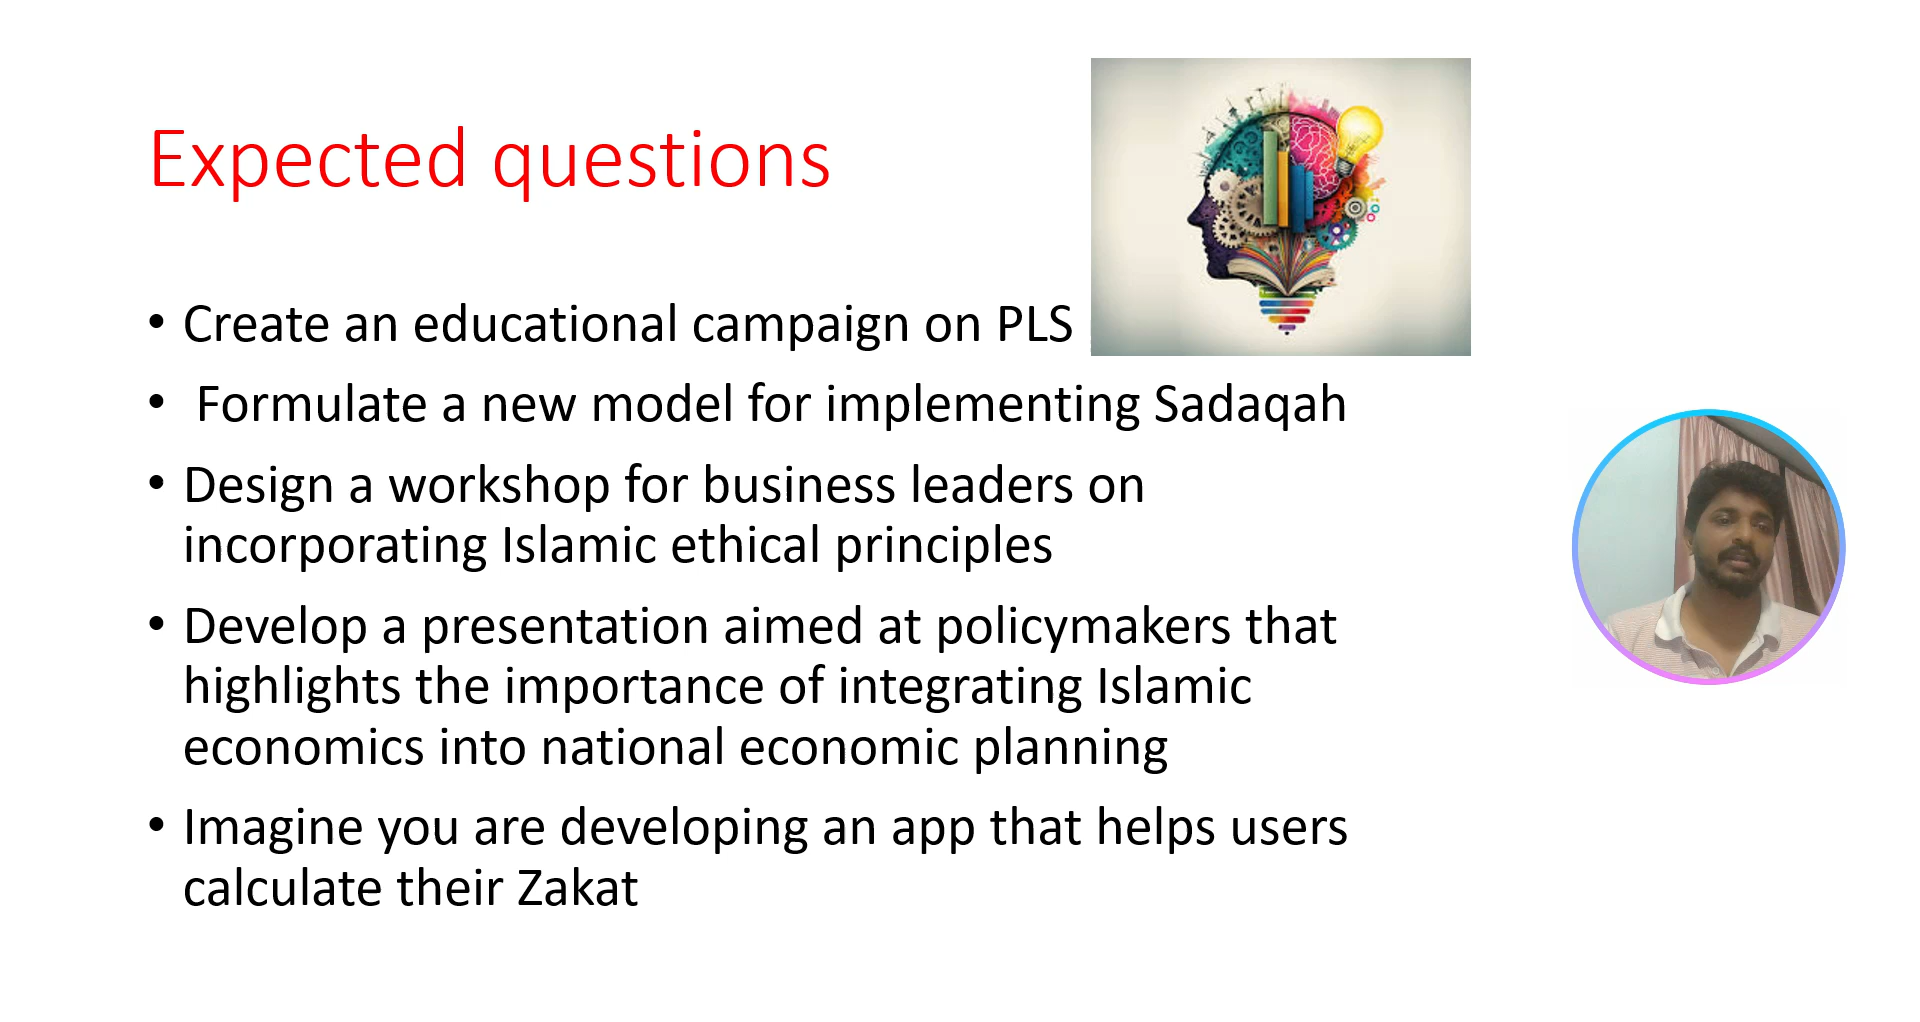 Expected questions
• Create an educational campaign on PLS
• Formulate a new model for implementing Sadaqah
• Design a workshop for business leaders on
incorporating Islamic ethical principles
• Develop a presentation aimed at policymakers that
highlights the importance of integrating Islamic
economics into national economic planning
• Imagine you are developing an app that helps users
calculate their Zakat